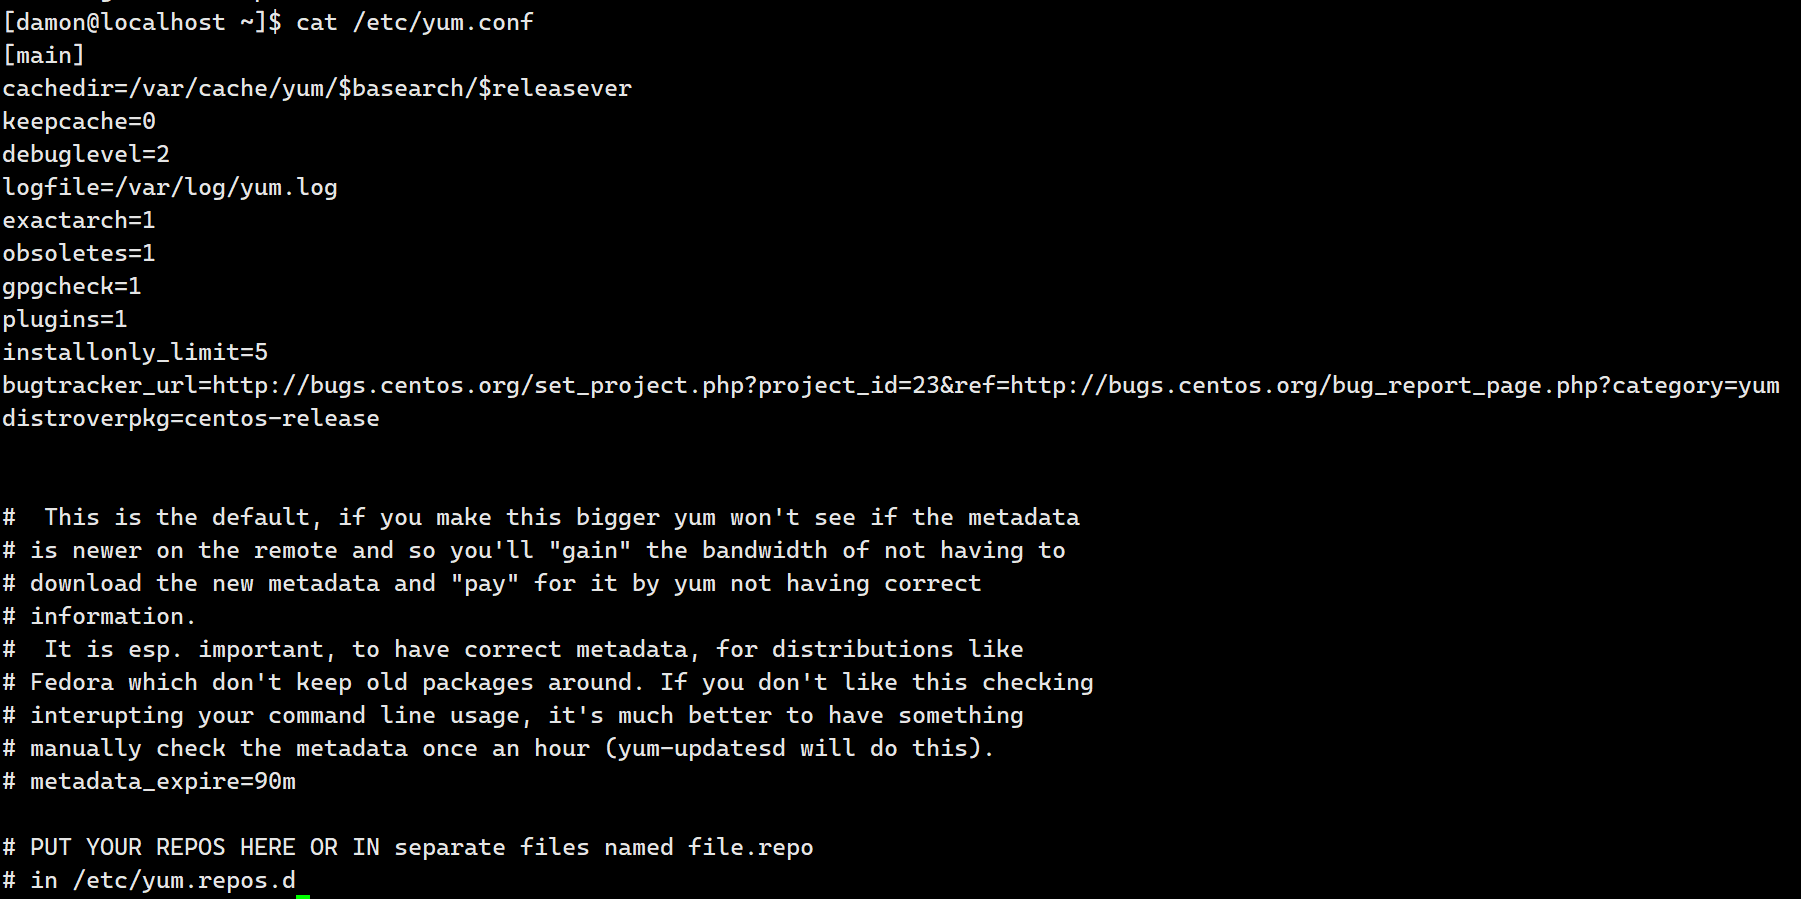 [damon@localhost ~]$ cat /etc/yum.conf
[main]
cachedir=/var/cache/yum/$basearch/$releasever
keepcache=0
debuglevel=2
logfile=/var/log/yum.log
exactarch=1
obsoletes=1
gpgcheck=1
plugins=1
installonly_limit=5
bugtracker_url=http://bugs.centos.org/set_project.php?project_id=23&ref=http://bugs.centos.org/bug_report_page.php?category=yum
distroverpkg=centos-release
#  This is the default, if you make this bigger yum won't see if the metadata
# is newer on the remote and so you'll "gain" the bandwidth of not having to
# download the new metadata and "pay" for it by yum not having correct
# information.
#  It is esp. important, to have correct metadata, for distributions like
# Fedora which don't keep old packages around. If you don't like this checking
# interupting your command line usage, it's much better to have something
# manually check the metadata once an hour (yum-updatesd will do this).
# metadata_expire=90m
# PUT YOUR REPOS HERE OR IN separate files named file.repo
# in /etc/yum.repos.d